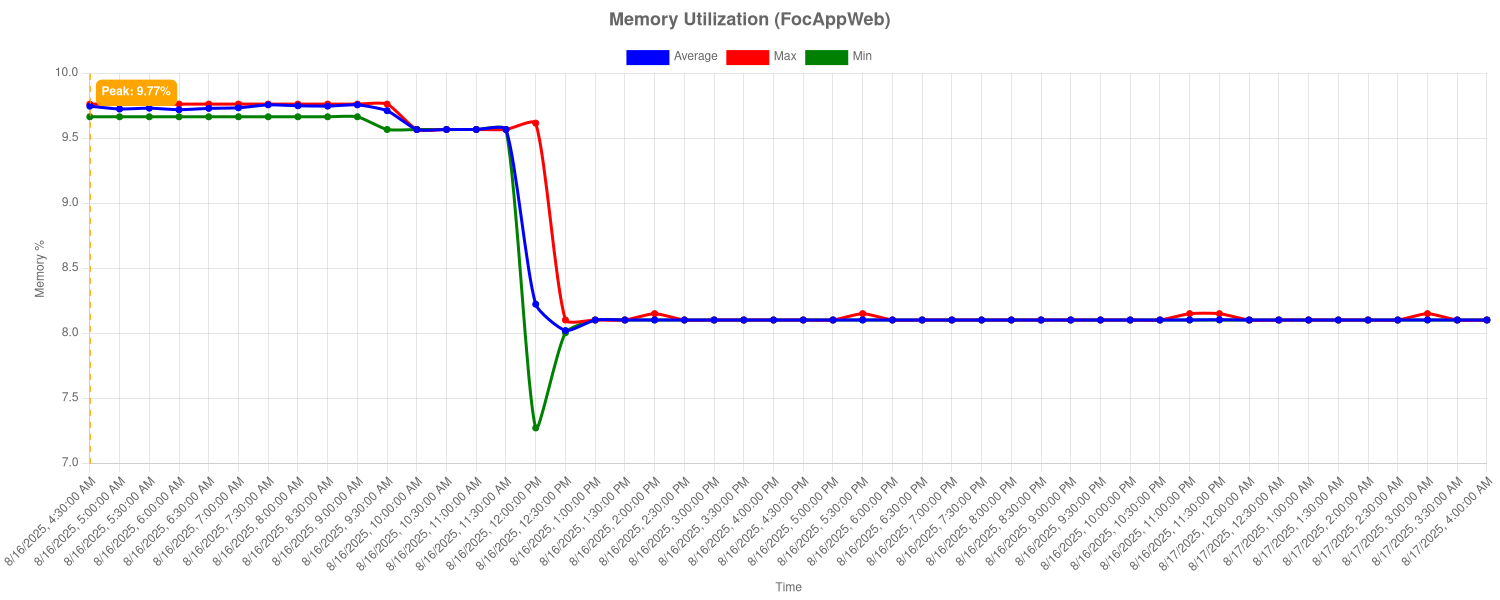 Memory Utilization (FocAppWeb)
Average Max Min
Peak: 9.77%
10.0
9.5
9.0
8.5
8.0
7.5
7.0
Memory %
8/16/2025, 4:30:00 AM
8/16/2025, 5:00:00 AM
8/16/2025, 5:30:00 AM
8/16/2025, 6:00:00 AM
8/16/2025, 6:30:00 AM
8/16/2025, 7:00:00 AM
8/16/2025, 7:30:00 AM
8/16/2025, 8:00:00 AM
8/16/2025, 8:30:00 AM
8/16/2025, 9:00:00 AM
8/16/2025, 9:30:00 AM
8/16/2025, 10:00:00 AM
8/16/2025, 10:30:00 AM
8/16/2025, 11:00:00 AM
8/16/2025, 11:30:00 AM
8/16/2025, 12:00:00 PM
8/16/2025, 12:30:00 PM
8/16/2025, 1:00:00 PM
8/16/2025, 1:30:00 PM
8/16/2025, 2:00:00 PM
8/16/2025, 2:30:00 PM
8/16/2025, 3:00:00 PM
8/16/2025, 3:30:00 PM
8/16/2025, 4:00:00 PM
8/16/2025, 4:30:00 PM
8/16/2025, 5:00:00 PM
8/16/2025, 5:30:00 PM
8/16/2025, 6:00:00 PM
8/16/2025, 6:30:00 PM
8/16/2025, 7:00:00 PM
8/16/2025, 7:30:00 PM
8/16/2025, 8:00:00 PM
8/16/2025, 8:30:00 PM
8/16/2025, 9:00:00 PM
8/16/2025, 9:30:00 PM
8/16/2025, 10:00:00 PM
8/16/2025, 10:30:00 PM
8/16/2025, 11:00:00 PM
8/16/2025, 11:30:00 PM
8/17/2025, 12:00:00 AM
8/17/2025, 12:30:00 AM
8/17/2025, 1:00:00 AM
8/17/2025, 1:30:00 AM
8/17/2025, 2:00:00 AM
8/17/2025, 2:30:00 AM
8/17/2025, 3:00:00 AM
8/17/2025, 3:30:00 AM
8/17/2025, 4:00:00 AM
Time